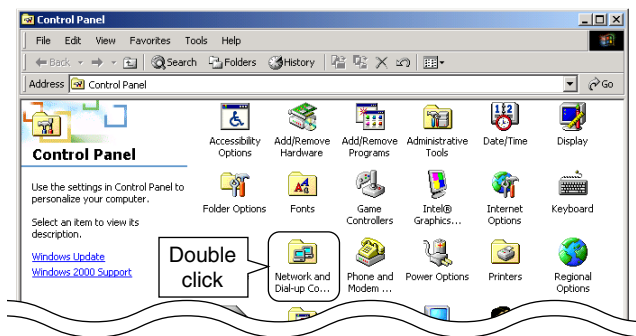 Control Panel
File Edit View Favorites Tools Help
Back Search Folders History
Address Control Panel Go
Control Panel
Use the settings in Control Panel to
personalize your computer.
Select an item to view its
description.
Windows Update
Windows 2000 Support
Accessibility
Options
Add/Remove
Hardware
Add/Remove
Programs
Administrative
Tools
Date/Time
Display
Folder Options
Fonts
Game
Controllers
Intel®
Graphics...
Internet
Options
Keyboard
Double
click
Network and
Dial-up Co...
Phone and
Modem ...
Power Options
Printers
Regional
Options